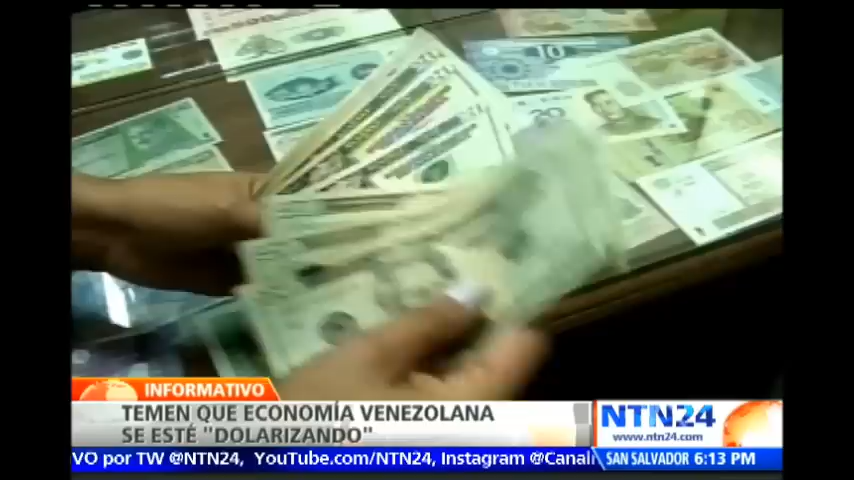 10
20
INFORMATIVO
TEMEN QUE ECONOMÍA VENEZOLANA
SE ESTÉ "DOLARIZANDO"
NTN24
www.ntn24.com
VO por TW @NTN24, YouTube.com/NTN24, Instagram @Canal
SAN SALVADOR 6:13 PM